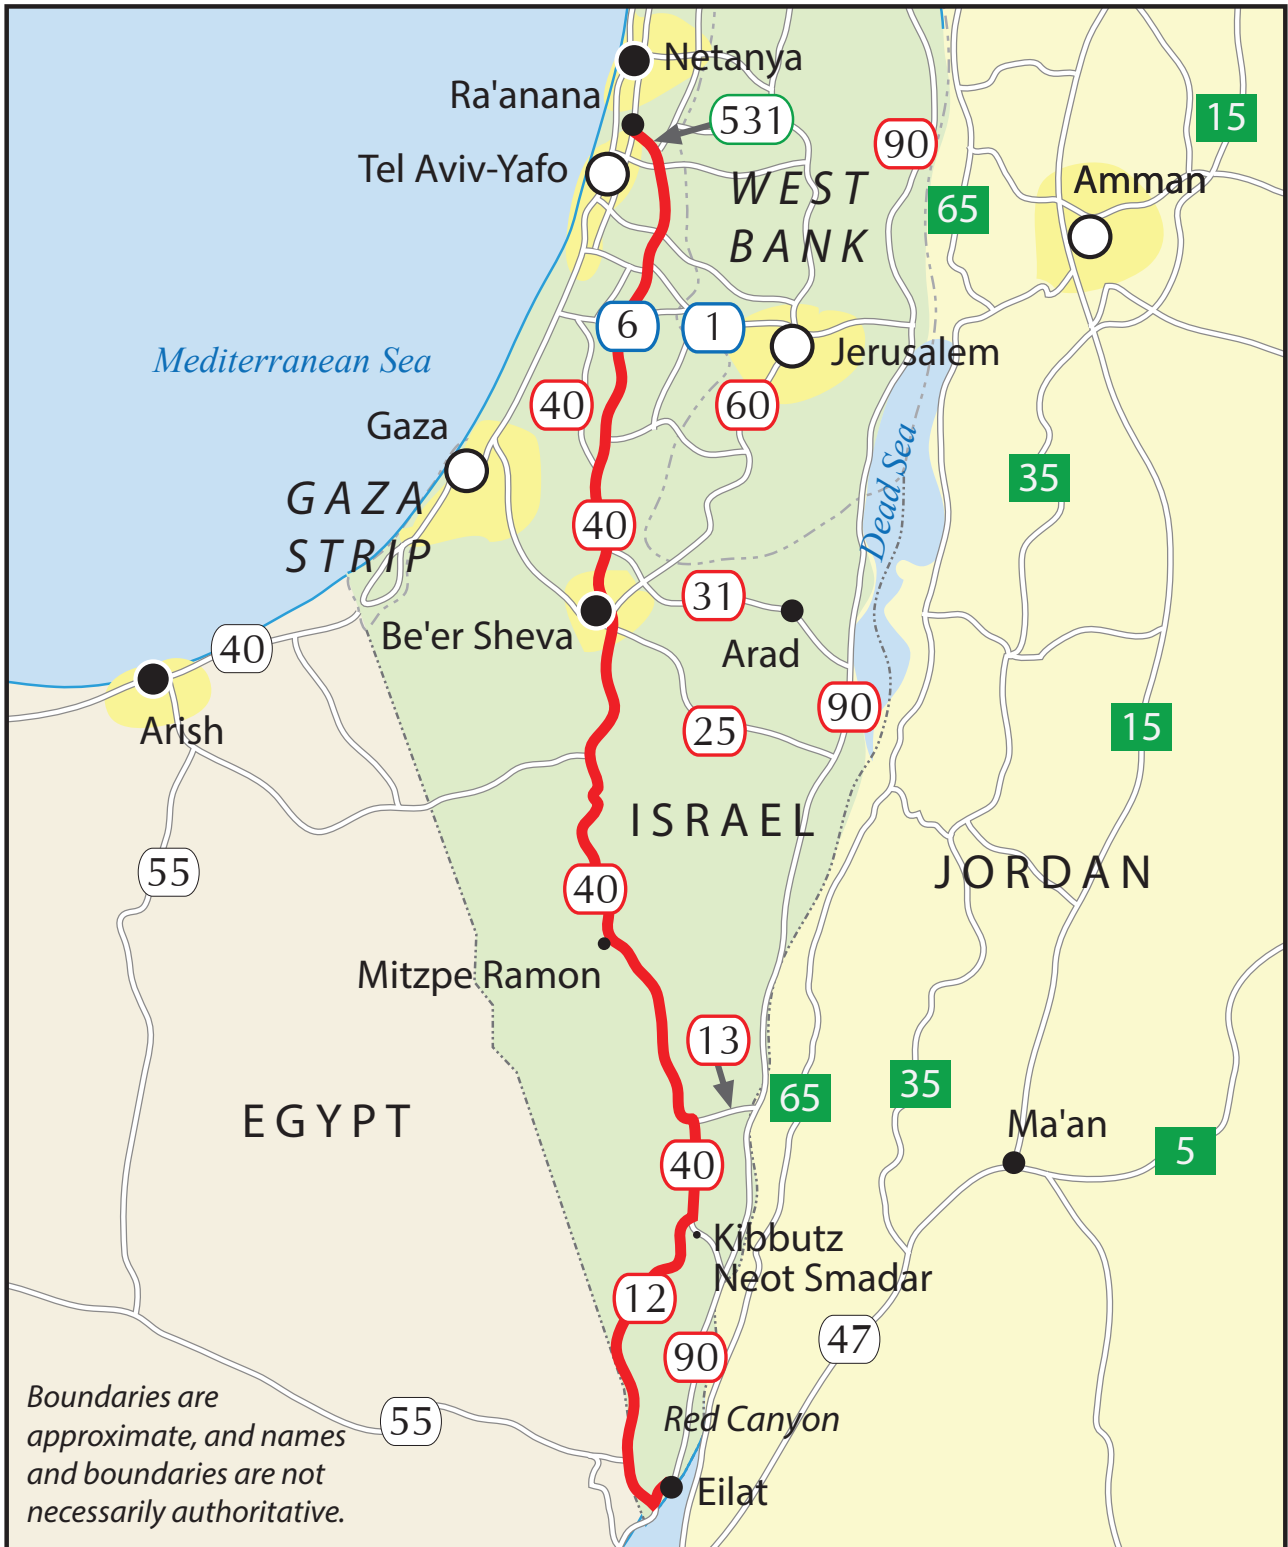 Netanya
Ra'anana
531
15
90
Tel Aviv-Yafo
WEST
BANK
Amman
65
6
1
Mediterranean Sea
Jerusalem
40
60
Gaza
Dead Sea
35
GAZA
STRIP
40
31
Be'er Sheva
Arad
40
90
Arish
25
15
ISRAEL
55
JORDAN
40
Mitzpe Ramon
13
65
35
EGYPT
Ma'an
5
40
Kibbutz
Neot Smadar
12
47
90
Boundaries are
approximate, and names
and boundaries are not
necessarily authoritative.
55
Red Canyon
Eilat